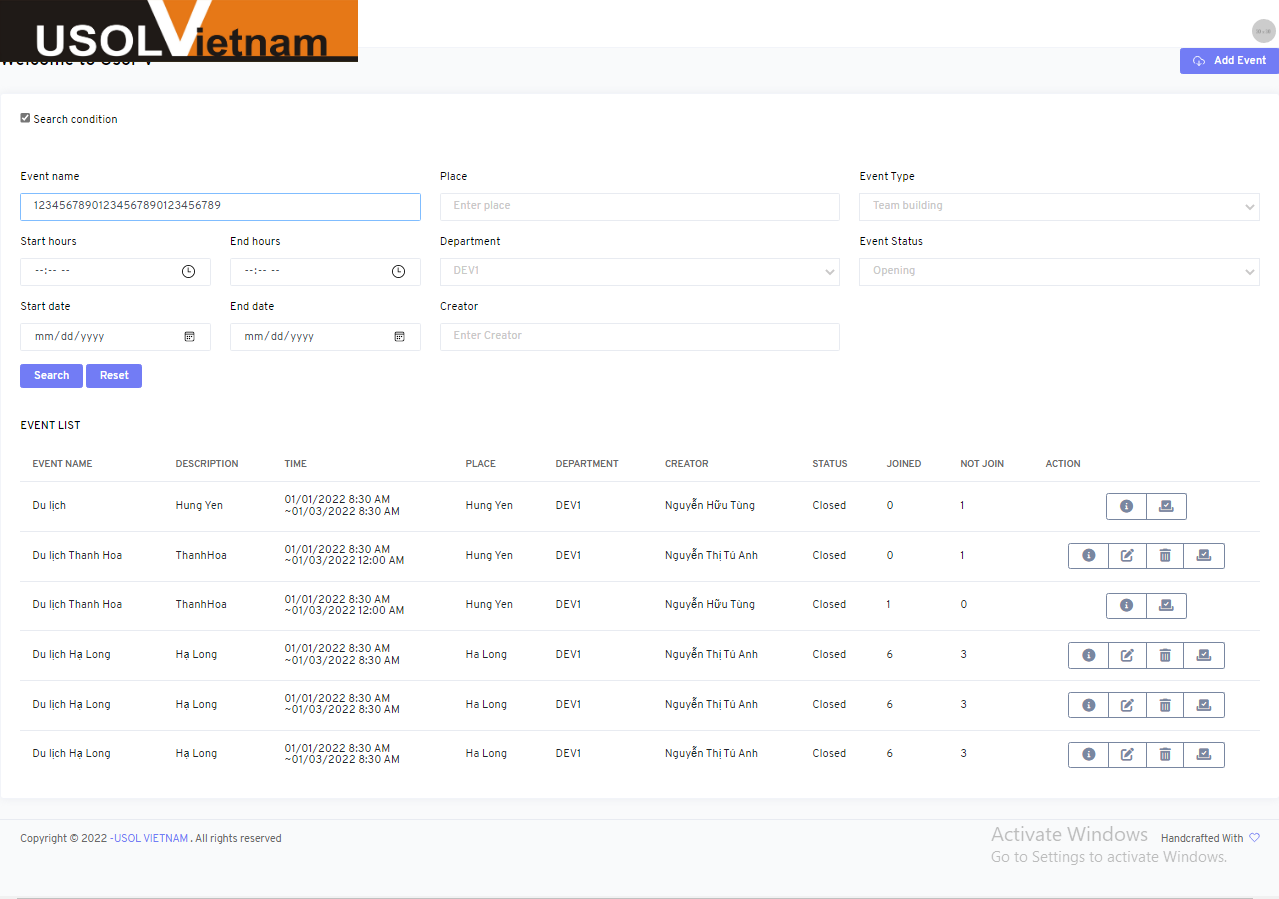 USOLVietnam
Welcome to Usol V
Add Event
Search condition
Event name
Place
Event Type
12345678901234567890123456789
Enter place
Team building
Start hours
End hours
Department
Event Status
--:-- --
--:-- --
DEV1
Opening
Start date
End date
Creator
mm/dd/yyyy
mm/dd/yyyy
Enter Creator
Search
Reset
EVENT LIST
EVENT NAME DESCRIPTION TIME PLACE DEPARTMENT CREATOR STATUS JOINED NOT JOIN ACTION
Du lịch Hung Yen 01/01/2022 8:30 AM ~01/03/2022 8:30 AM Hung Yen DEV1 Nguyễn Hữu Tùng Closed 0 1
Du lịch Thanh Hoa ThanhHoa 01/01/2022 8:30 AM ~01/03/2022 12:00 AM Hung Yen DEV1 Nguyễn Thị Tú Anh Closed 0 1
Du lịch Thanh Hoa ThanhHoa 01/01/2022 8:30 AM ~01/03/2022 12:00 AM Hung Yen DEV1 Nguyễn Hữu Tùng Closed 1 0
Du lịch Hạ Long Hạ Long 01/01/2022 8:30 AM ~01/03/2022 8:30 AM Ha Long DEV1 Nguyễn Thị Tú Anh Closed 6 3
Du lịch Hạ Long Hạ Long 01/01/2022 8:30 AM ~01/03/2022 8:30 AM Ha Long DEV1 Nguyễn Thị Tú Anh Closed 6 3
Du lịch Hạ Long Hạ Long 01/01/2022 8:30 AM ~01/03/2022 8:30 AM Ha Long DEV1 Nguyễn Thị Tú Anh Closed 6 3
Copyright © 2022 -USOL VIETNAM . All rights reserved
Activate Windows
Handcrafted With
Go to Settings to activate Windows.